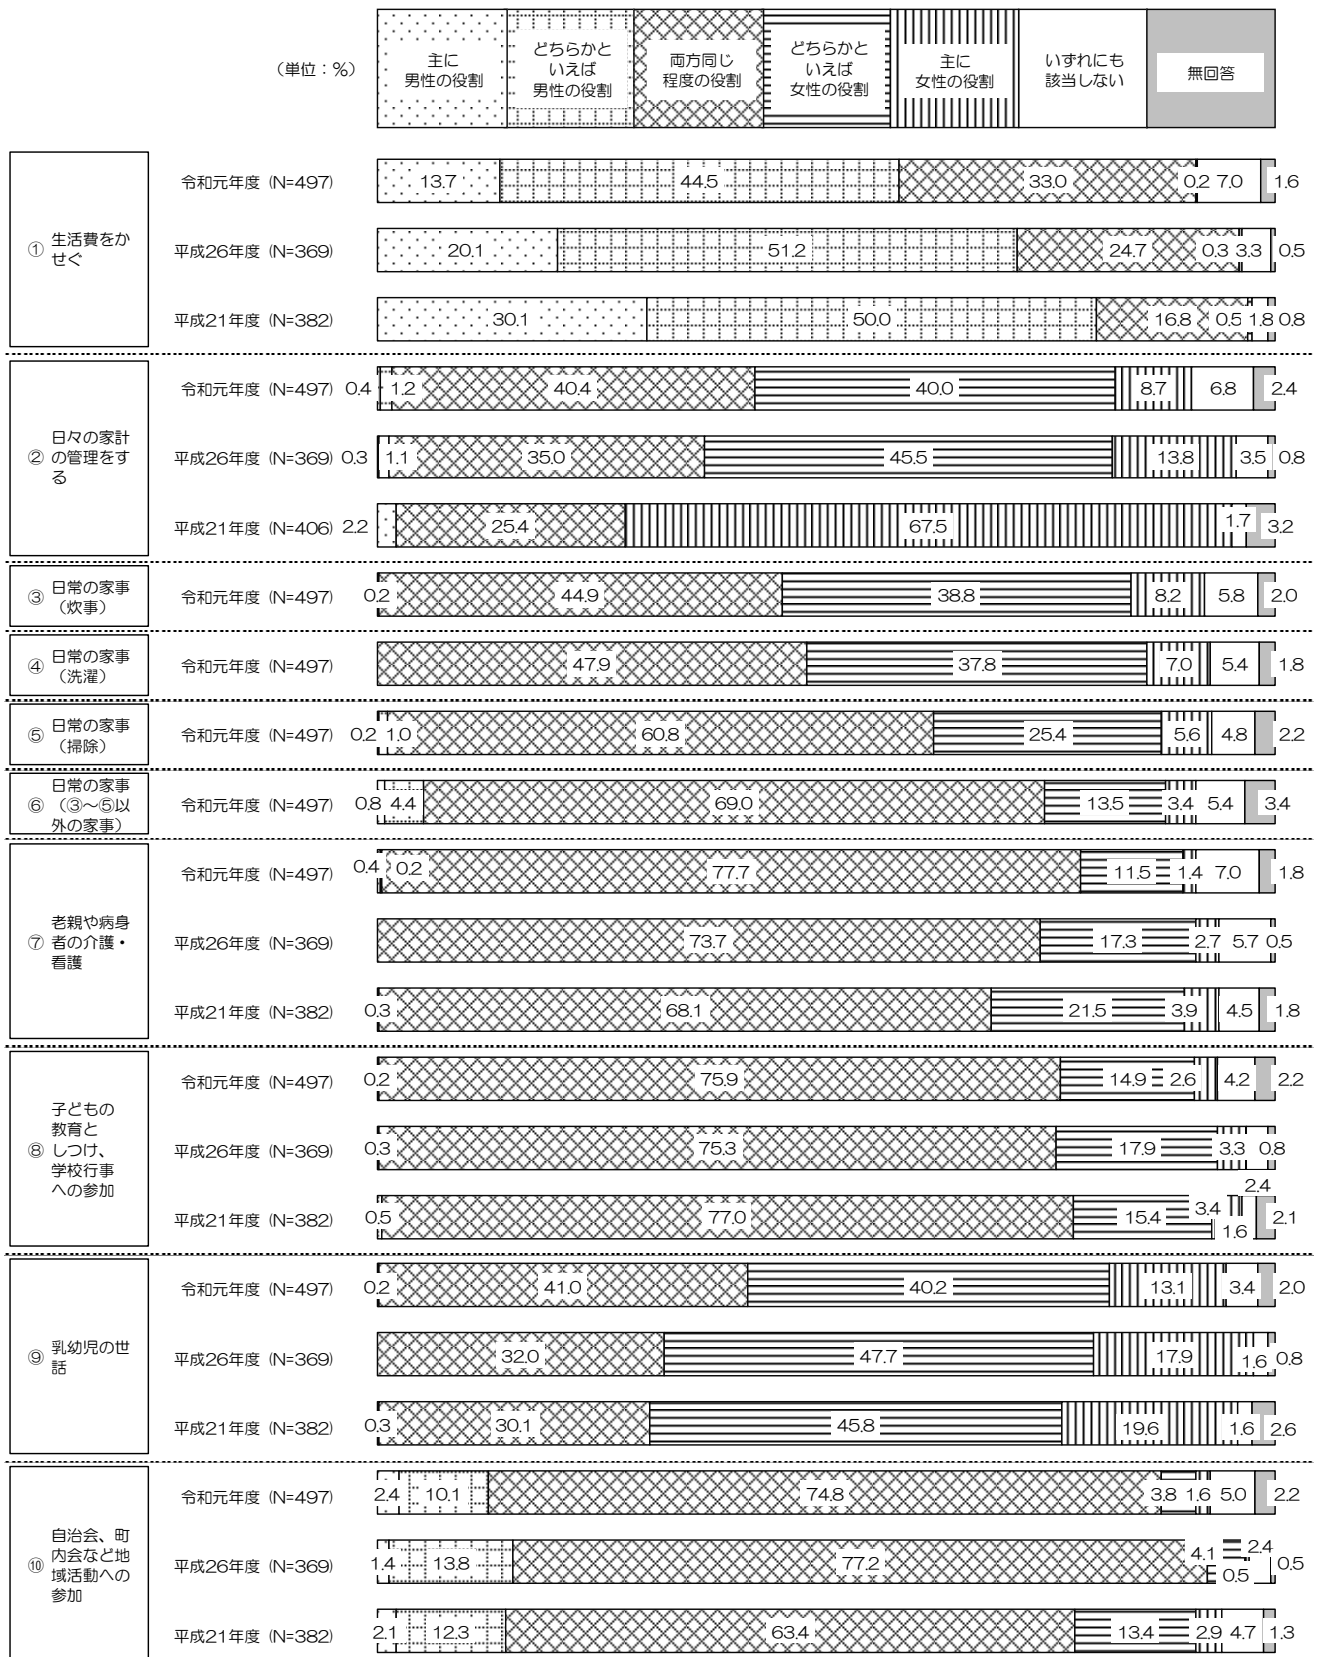 （単位：％）
主に
男性の役割
どちらかと
いえば
男性の役割
両方同じ
程度の役割
どちらかと
いえば
女性の役割
主に
女性の役割
いずれにも
該当しない
無回答
① 生活費をか
せぐ
令和元年度 (N=497) 13.7 44.5 33.0 0.2 7.0 1.6
平成26年度 (N=369) 20.1 51.2 24.7 0.3 3.3 0.5
平成21年度 (N=382) 30.1 50.0 16.8 0.5 1.8 0.8
② 日々の家計
の管理をす
る
令和元年度 (N=497) 0.4 1.2 40.4 40.0 8.7 6.8 2.4
平成26年度 (N=369) 0.3 1.1 35.0 45.5 13.8 3.5 0.8
平成21年度 (N=406) 2.2 25.4 67.5 1.7 3.2
③ 日常の家事
（炊事）
令和元年度 (N=497) 0.2 44.9 38.8 8.2 5.8 2.0
④ 日常の家事
（洗濯）
令和元年度 (N=497) 47.9 37.8 7.0 5.4 1.8
⑤ 日常の家事
（掃除）
令和元年度 (N=497) 0.2 1.0 60.8 25.4 5.6 4.8 2.2
⑥ 日常の家事
（③～⑤以
外の家事）
令和元年度 (N=497) 0.8 4.4 69.0 13.5 3.4 5.4 3.4
⑦ 老親や病身
者の介護・
看護
令和元年度 (N=497) 0.4 0.2 77.7 11.5 1.4 7.0 1.8
平成26年度 (N=369) 73.7 17.3 2.7 5.7 0.5
平成21年度 (N=382) 0.3 68.1 21.5 3.9 4.5 1.8
⑧ 子どもの
教育と
しつけ、
学校行事
への参加
令和元年度 (N=497) 0.2 75.9 14.9 2.6 4.2 2.2
平成26年度 (N=369) 0.3 75.3 17.9 3.3 0.8
平成21年度 (N=382) 0.5 77.0 15.4 3.4 1.6 2.4 2.1
⑨ 乳幼児の世
話
令和元年度 (N=497) 0.2 41.0 40.2 13.1 3.4 2.0
平成26年度 (N=369) 32.0 47.7 17.9 1.6 0.8
平成21年度 (N=382) 0.3 30.1 45.8 19.6 1.6 2.6
⑩ 自治会、町
内会など地
域活動への
参加
令和元年度 (N=497) 2.4 10.1 74.8 3.8 1.6 5.0 2.2
平成26年度 (N=369) 1.4 13.8 77.2 4.1 0.5 2.4 0.5
平成21年度 (N=382) 2.1 12.3 63.4 13.4 2.9 4.7 1.3